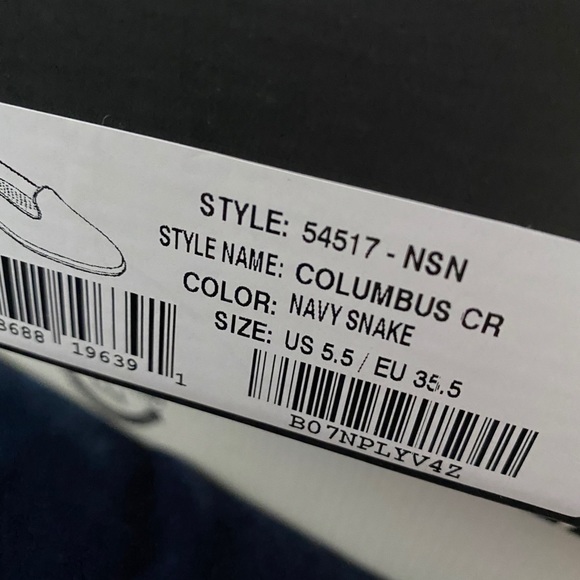 STYLE: 54517 - NSN
STYLE NAME: COLUMBUS CR
COLOR: NAVY SNAKE
SIZE: US 5.5 / EU 35.5
8688 19639 1
B07NPLYV4Z